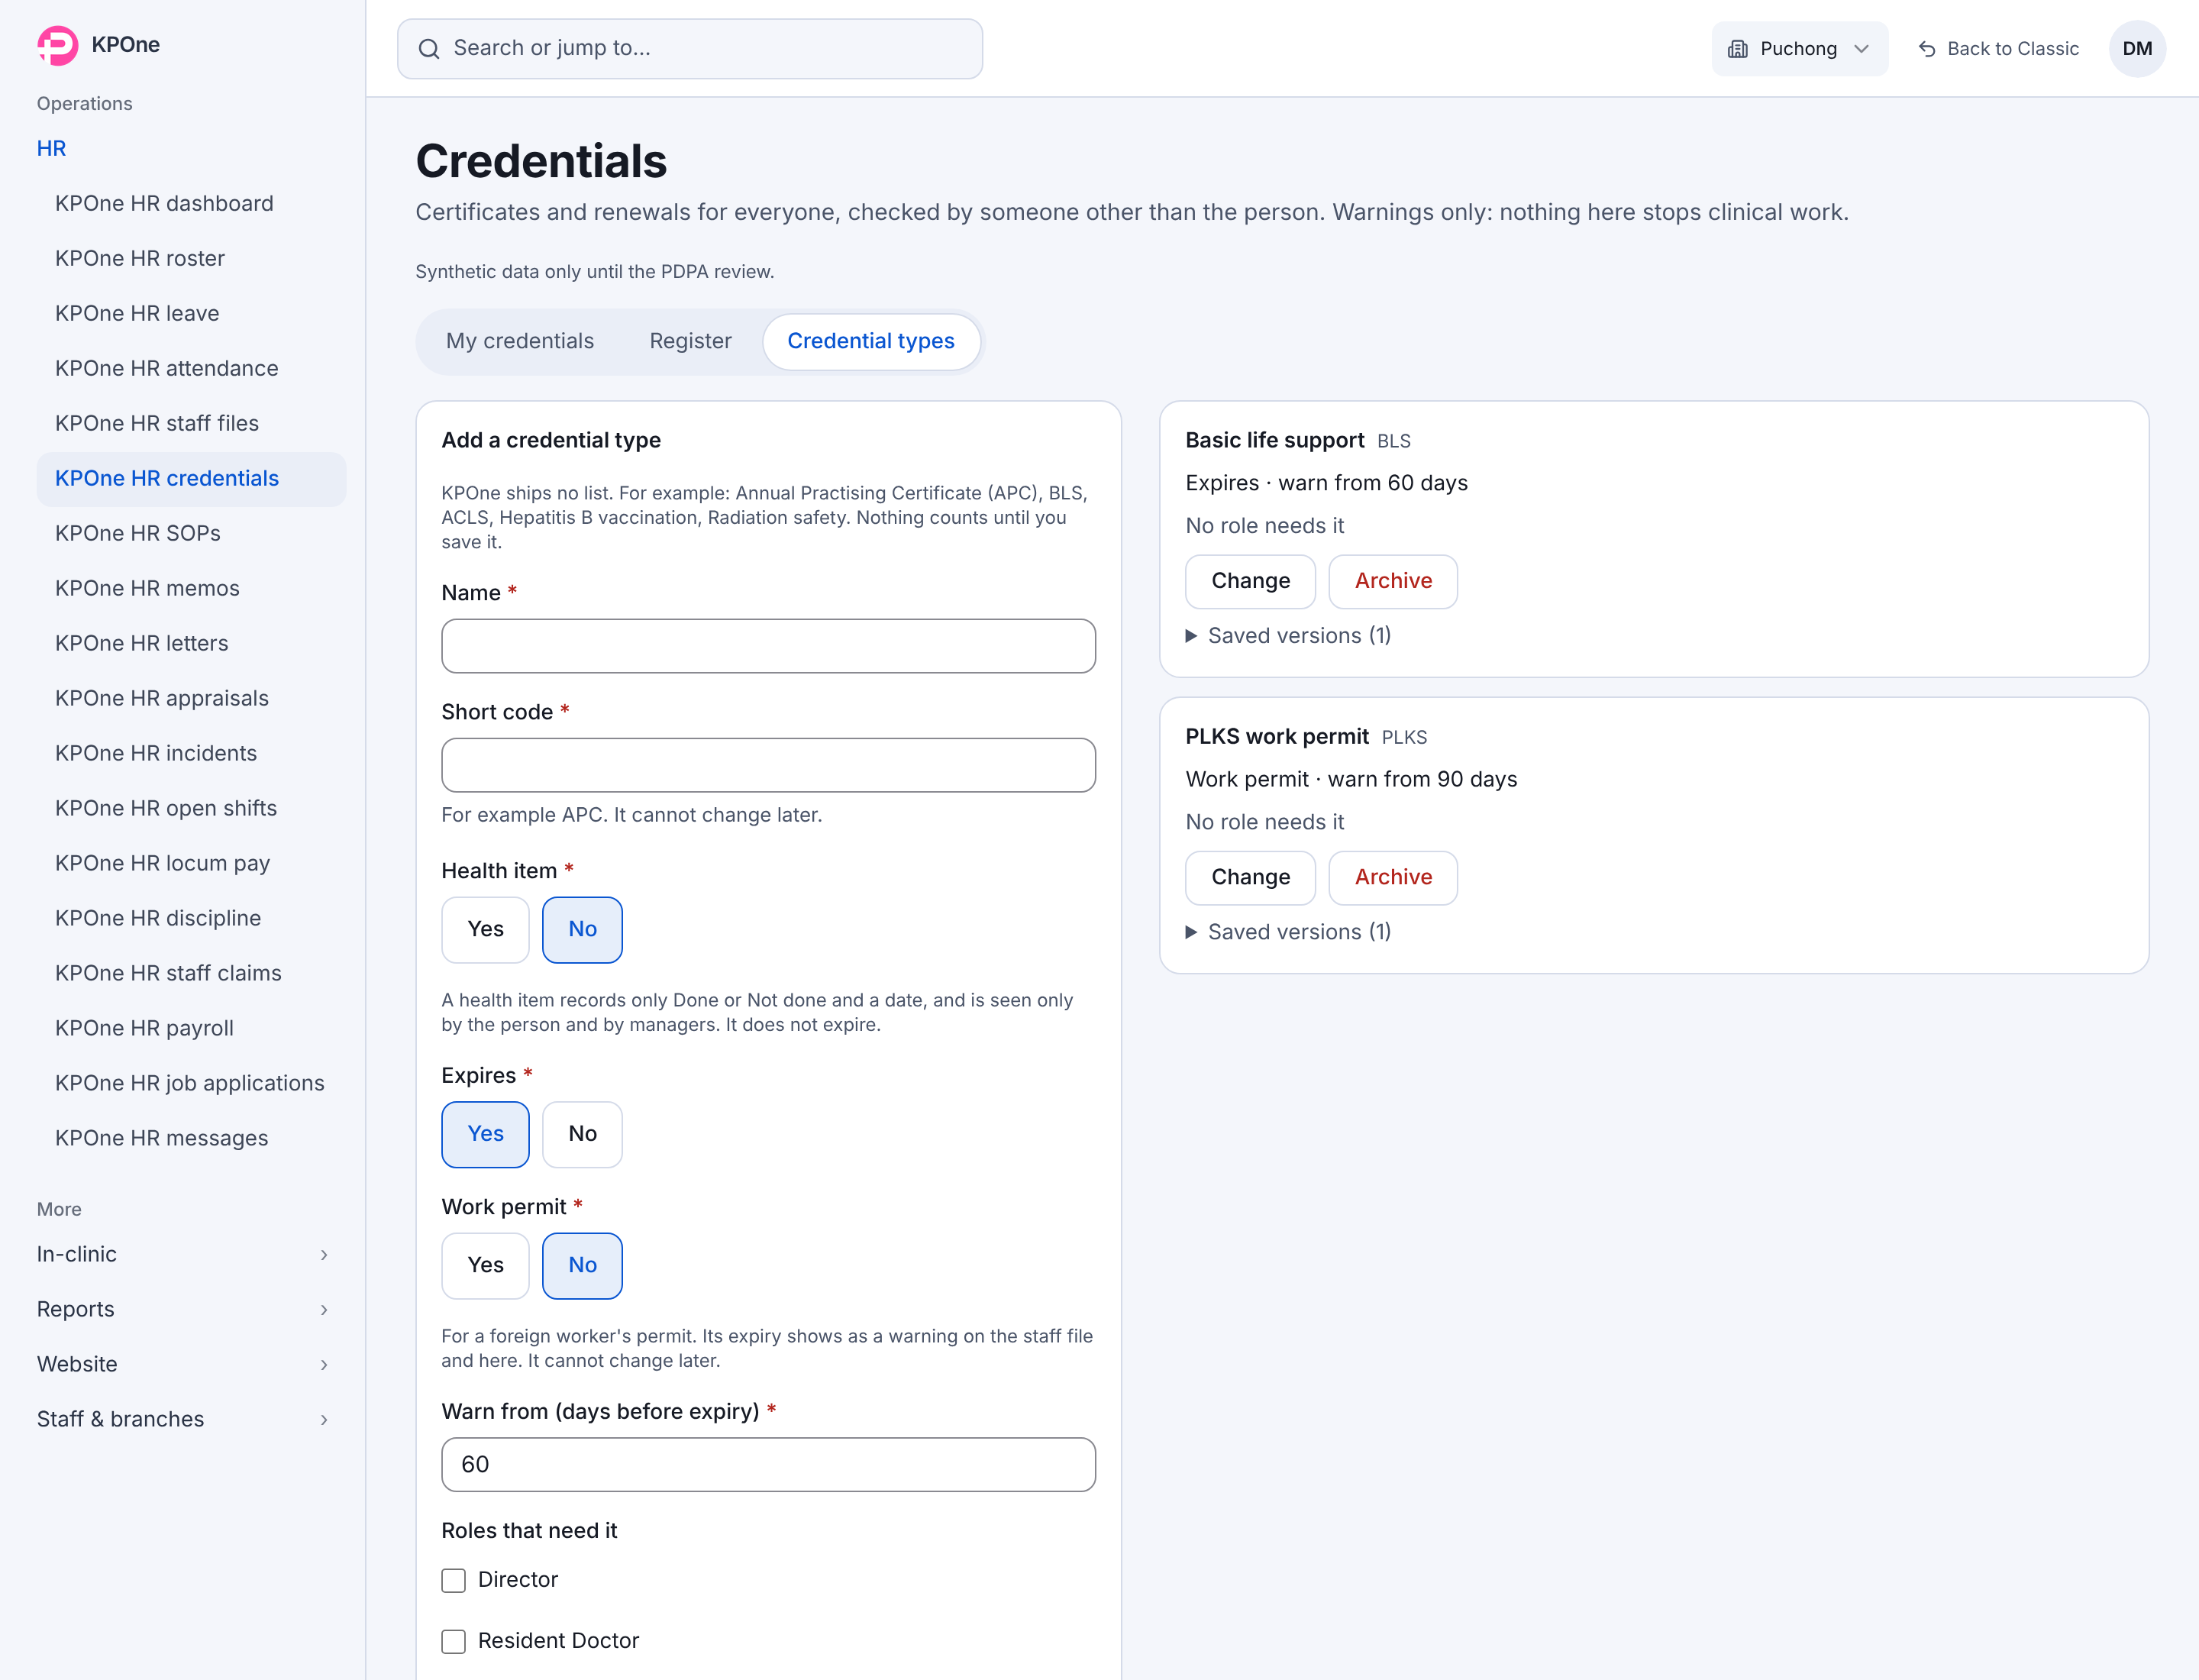 KPOne
Operations
HR
KPOne HR dashboard
KPOne HR roster
KPOne HR leave
KPOne HR attendance
KPOne HR staff files
KPOne HR credentials
KPOne HR SOPs
KPOne HR memos
KPOne HR letters
KPOne HR appraisals
KPOne HR incidents
KPOne HR open shifts
KPOne HR locum pay
KPOne HR discipline
KPOne HR staff claims
KPOne HR payroll
KPOne HR job applications
KPOne HR messages
More
In-clinic
Reports
Website
Staff & branches
Search or jump to...
Puchong
Back to Classic
DM
Credentials
Certificates and renewals for everyone, checked by someone other than the person. Warnings only: nothing here stops clinical work.
Synthetic data only until the PDPA review.
My credentials
Register
Credential types
Add a credential type
KPOne ships no list. For example: Annual Practising Certificate (APC), BLS,
ACLS, Hepatitis B vaccination, Radiation safety. Nothing counts until you
save it.
Name *
Short code *
For example APC. It cannot change later.
Health item *
Yes
No
A health item records only Done or Not done and a date, and is seen only
by the person and by managers. It does not expire.
Expires *
Yes
No
Work permit *
Yes
No
For a foreign worker's permit. Its expiry shows as a warning on the staff file
and here. It cannot change later.
Warn from (days before expiry) *
60
Roles that need it
Director
Resident Doctor
Basic life support BLS
Expires · warn from 60 days
No role needs it
Change
Archive
Saved versions (1)
PLKS work permit PLKS
Work permit · warn from 90 days
No role needs it
Change
Archive
Saved versions (1)